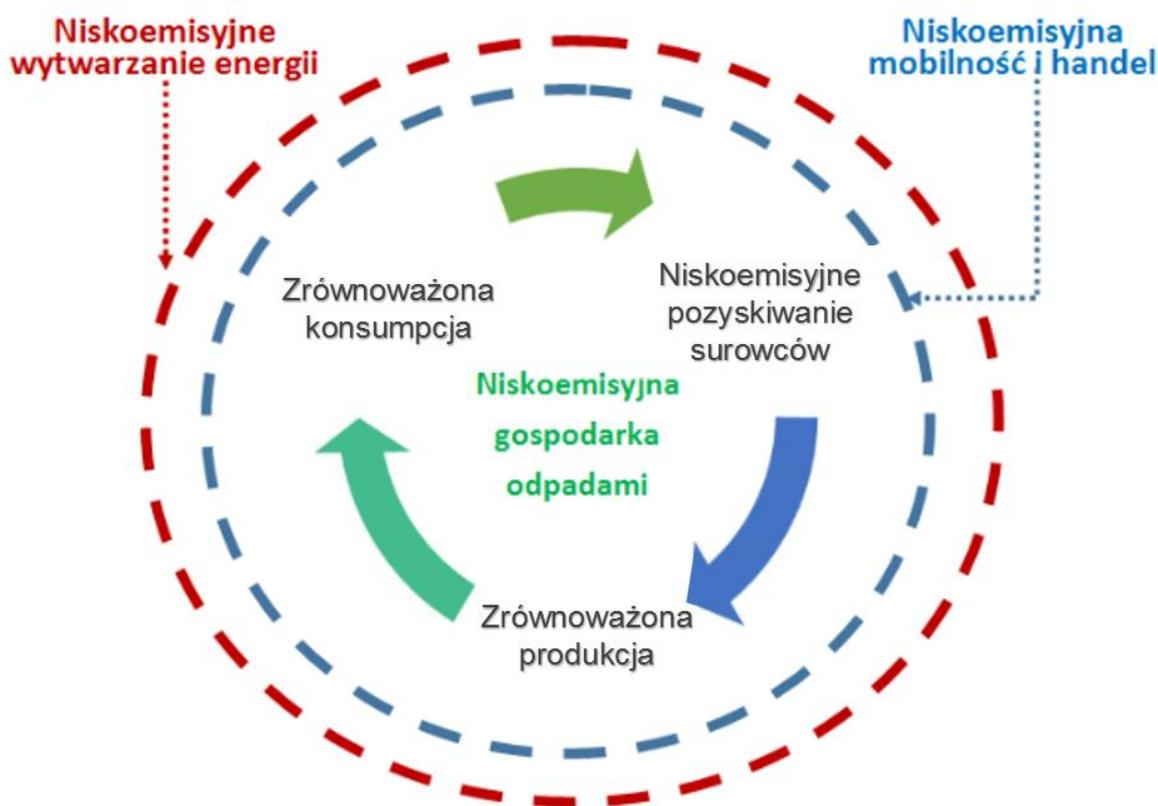 Niskoemisyjne
wytwarzanie energii
Niskoemisyjna
mobilność i handel
Zrównoważona
konsumpcja
Niskoemisyjne
pozyskiwanie
surowców
Niskoemisyjna
gospodarka
odpadami
Zrównoważona
produkcja